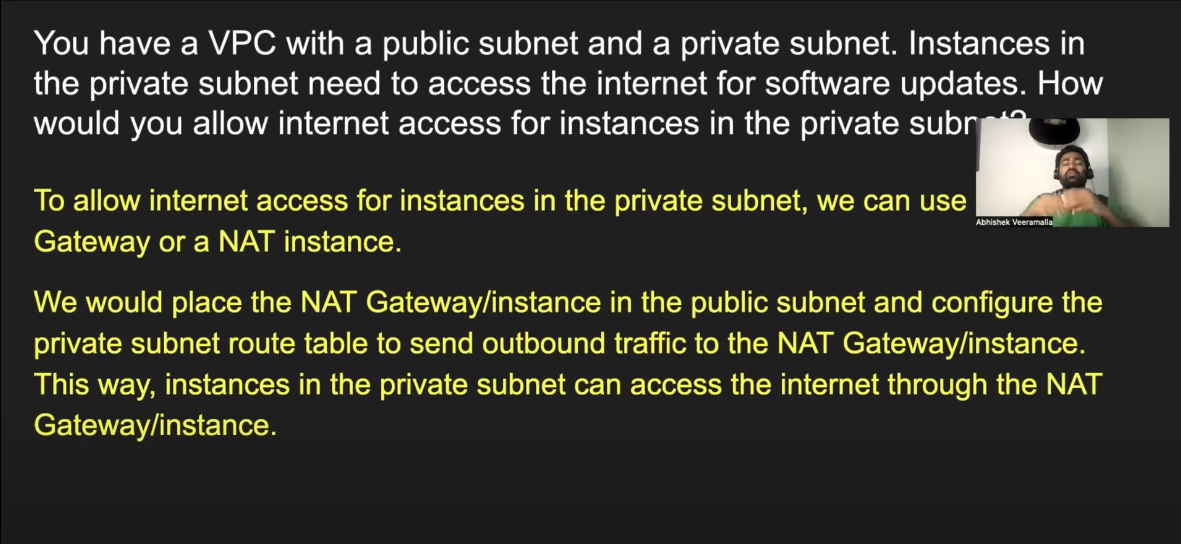 You have a VPC with a public subnet and a private subnet. Instances in
the private subnet need to access the internet for software updates. How
would you allow internet access for instances in the private subnet?
To allow internet access for instances in the private subnet, we can use
Abhishek Veeramalla
Gateway or a NAT instance.
We would place the NAT Gateway/instance in the public subnet and configure the
private subnet route table to send outbound traffic to the NAT Gateway/instance.
This way, instances in the private subnet can access the internet through the NAT
Gateway/instance.